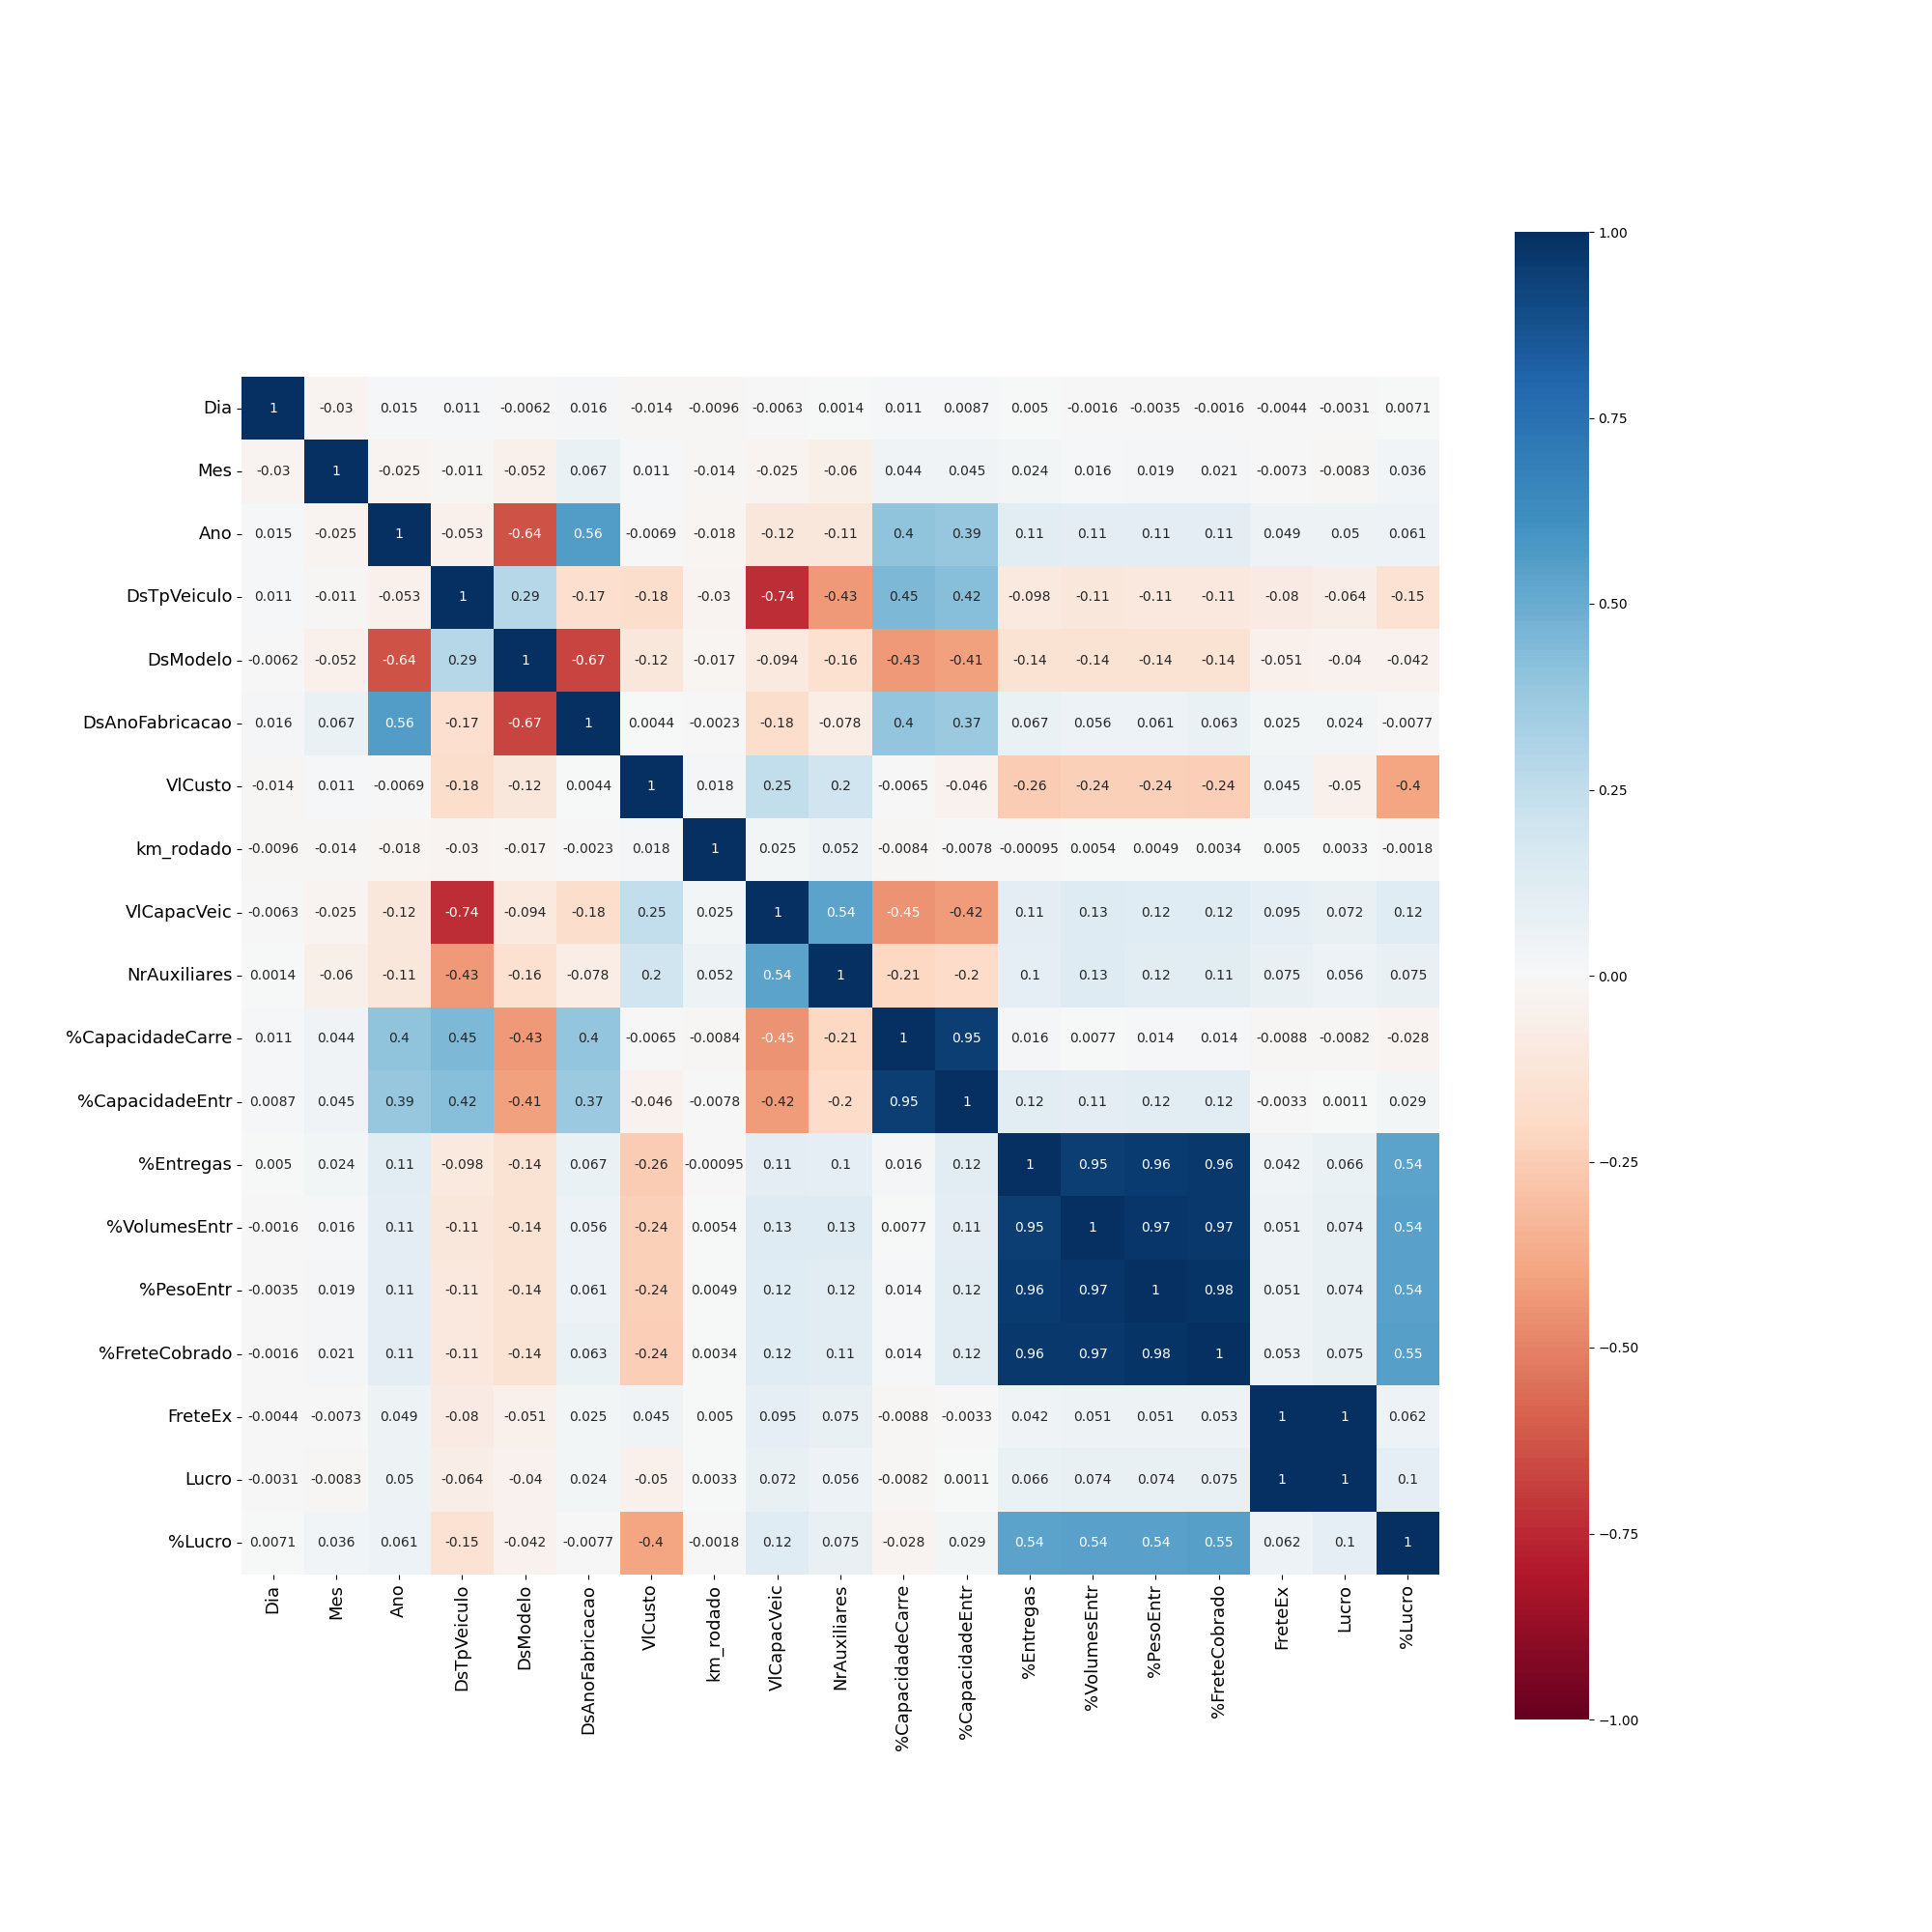 Dia 1 -0.03 0.015 0.011 -0.0062 0.016 -0.014 -0.0096 -0.0063 0.0014 0.011 0.0087 0.005 -0.0016 -0.0035 -0.0016 -0.0044 -0.0031 0.0071
Mes -0.03 1 -0.025 -0.011 -0.052 0.067 0.011 -0.014 -0.025 -0.06 0.044 0.045 0.024 0.016 0.019 0.021 -0.0073 -0.0083 0.036
Ano 0.015 -0.025 1 -0.053 -0.64 0.56 -0.0069 -0.018 -0.12 -0.11 0.4 0.39 0.11 0.11 0.11 0.11 0.049 0.05 0.061
DsTpVeiculo 0.011 -0.011 -0.053 1 0.29 -0.17 -0.18 -0.03 -0.74 -0.43 0.45 0.42 -0.098 -0.11 -0.11 -0.11 -0.08 -0.064 -0.15
DsModelo -0.0062 -0.052 -0.64 0.29 1 -0.67 -0.12 -0.017 -0.094 -0.16 -0.43 -0.41 -0.14 -0.14 -0.14 -0.14 -0.051 -0.04 -0.042
DsAnoFabricacao 0.016 0.067 0.56 -0.17 -0.67 1 0.0044 -0.0023 -0.18 -0.078 0.4 0.37 0.067 0.056 0.061 0.063 0.025 0.024 -0.0077
VlCusto -0.014 0.011 -0.0069 -0.18 -0.12 0.0044 1 0.018 0.25 0.2 -0.0065 -0.046 -0.26 -0.24 -0.24 -0.24 0.045 -0.05 -0.4
km_rodado -0.0096 -0.014 -0.018 -0.03 -0.017 -0.0023 0.018 1 0.025 0.052 -0.0084 -0.0078 -0.00095 0.0054 0.0049 0.0034 0.005 0.0033 -0.0018
VlCapacVeic -0.0063 -0.025 -0.12 -0.74 -0.094 -0.18 0.25 0.025 1 0.54 -0.45 -0.42 0.11 0.13 0.12 0.12 0.095 0.072 0.12
NrAuxiliares 0.0014 -0.06 -0.11 -0.43 -0.16 -0.078 0.2 0.052 0.54 1 -0.21 -0.2 0.1 0.13 0.12 0.11 0.075 0.056 0.075
%CapacidadeCarre 0.011 0.044 0.4 0.45 -0.43 0.4 -0.0065 -0.0084 -0.45 -0.21 1 0.95 0.016 0.0077 0.014 0.014 -0.0088 -0.0082 -0.028
%CapacidadeEntr 0.0087 0.045 0.39 0.42 -0.41 0.37 -0.046 -0.0078 -0.42 -0.2 0.95 1 0.12 0.11 0.12 0.12 -0.0033 0.0011 0.029
%Entregas 0.005 0.024 0.11 -0.098 -0.14 0.067 -0.26 -0.00095 0.11 0.1 0.016 0.12 1 0.95 0.96 0.96 0.042 0.066 0.54
%VolumesEntr -0.0016 0.016 0.11 -0.11 -0.14 0.056 -0.24 0.0054 0.13 0.13 0.0077 0.11 0.95 1 0.97 0.97 0.051 0.074 0.54
%PesoEntr -0.0035 0.019 0.11 -0.11 -0.14 0.061 -0.24 0.0049 0.12 0.12 0.014 0.12 0.96 0.97 1 0.98 0.051 0.074 0.54
%FreteCobrado -0.0016 0.021 0.11 -0.11 -0.14 0.063 -0.24 0.0034 0.12 0.11 0.014 0.12 0.96 0.97 0.98 1 0.053 0.075 0.55
FreteEx -0.0044 -0.0073 0.049 -0.08 -0.051 0.025 0.045 0.005 0.095 0.075 -0.0088 -0.0033 0.042 0.051 0.051 0.053 1 1 0.062
Lucro -0.0031 -0.0083 0.05 -0.064 -0.04 0.024 -0.05 0.0033 0.072 0.056 -0.0082 0.0011 0.066 0.074 0.074 0.075 1 1 0.1
%Lucro 0.0071 0.036 0.061 -0.15 -0.042 -0.0077 -0.4 -0.0018 0.12 0.075 -0.028 0.029 0.54 0.54 0.54 0.55 0.062 0.1 1
Dia
Mes
Ano
DsTpVeiculo
DsModelo
DsAnoFabricacao
VlCusto
km_rodado
VlCapacVeic
NrAuxiliares
%CapacidadeCarre
%CapacidadeEntr
%Entregas
%VolumesEntr
%PesoEntr
%FreteCobrado
FreteEx
Lucro
%Lucro
1.00
0.75
0.50
0.25
0.00
−0.25
−0.50
−0.75
−1.00